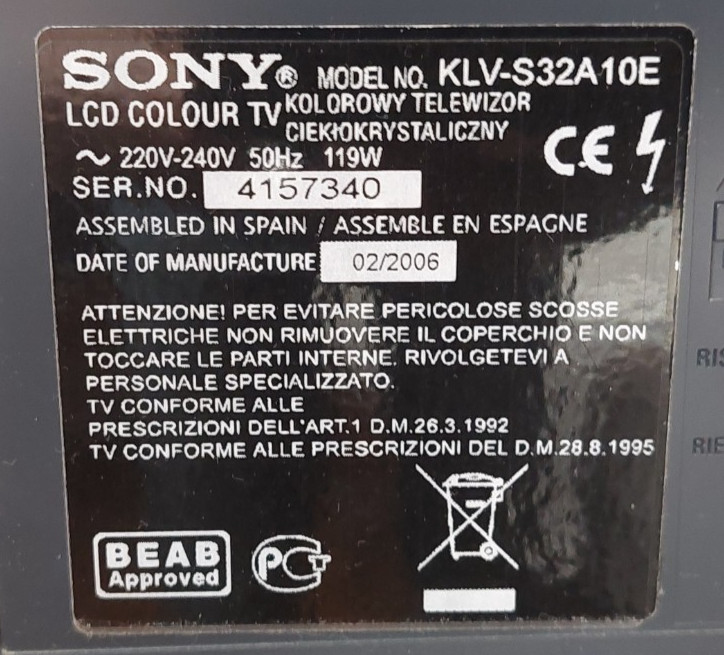 SONY® MODEL NO. KLV-S32A10E
LCD COLOUR TV KOLOROWY TELEWIZOR
CIEKŁOKRYSTALICZNY
~ 220V-240V 50Hz 119W
CE
SER.NO. 4157340
ASSEMBLED IN SPAIN / ASSEMBLE EN ESPAGNE
DATE OF MANUFACTURE 02/2006
ATTENZIONE! PER EVITARE PERICOLOSE SCOSSE
ELETTRICHE NON RIMUOVERE IL COPERCHIO E NON
TOCCARE LE PARTI INTERNE. RIVOLGETEVI A
PERSONALE SPECIALIZZATO.
TV CONFORME ALLE
PRESCRIZIONI DELL'ART.1 D.M.26.3.1992
TV CONFORME ALLE PRESCRIZIONI DEL D.M.28.8.1995
BEAB
Approved